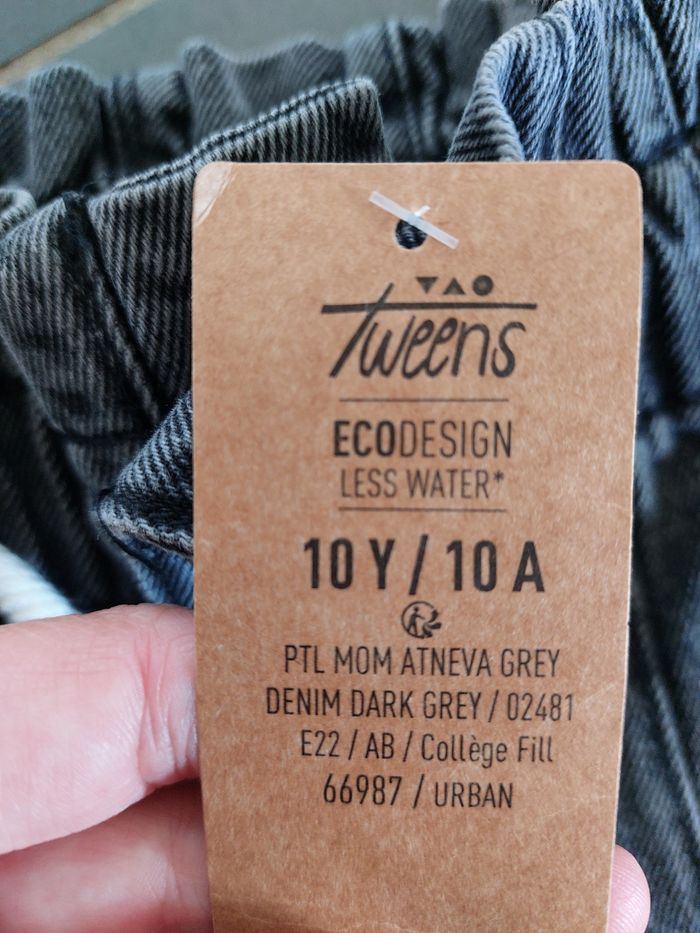 Tweens
ECODESIGN
LESS WATER*
10 Y / 10 A
PTL MOM ATNEVA GREY
DENIM DARK GREY / 02481
E22 / AB / Collège Fill
66987 / URBAN